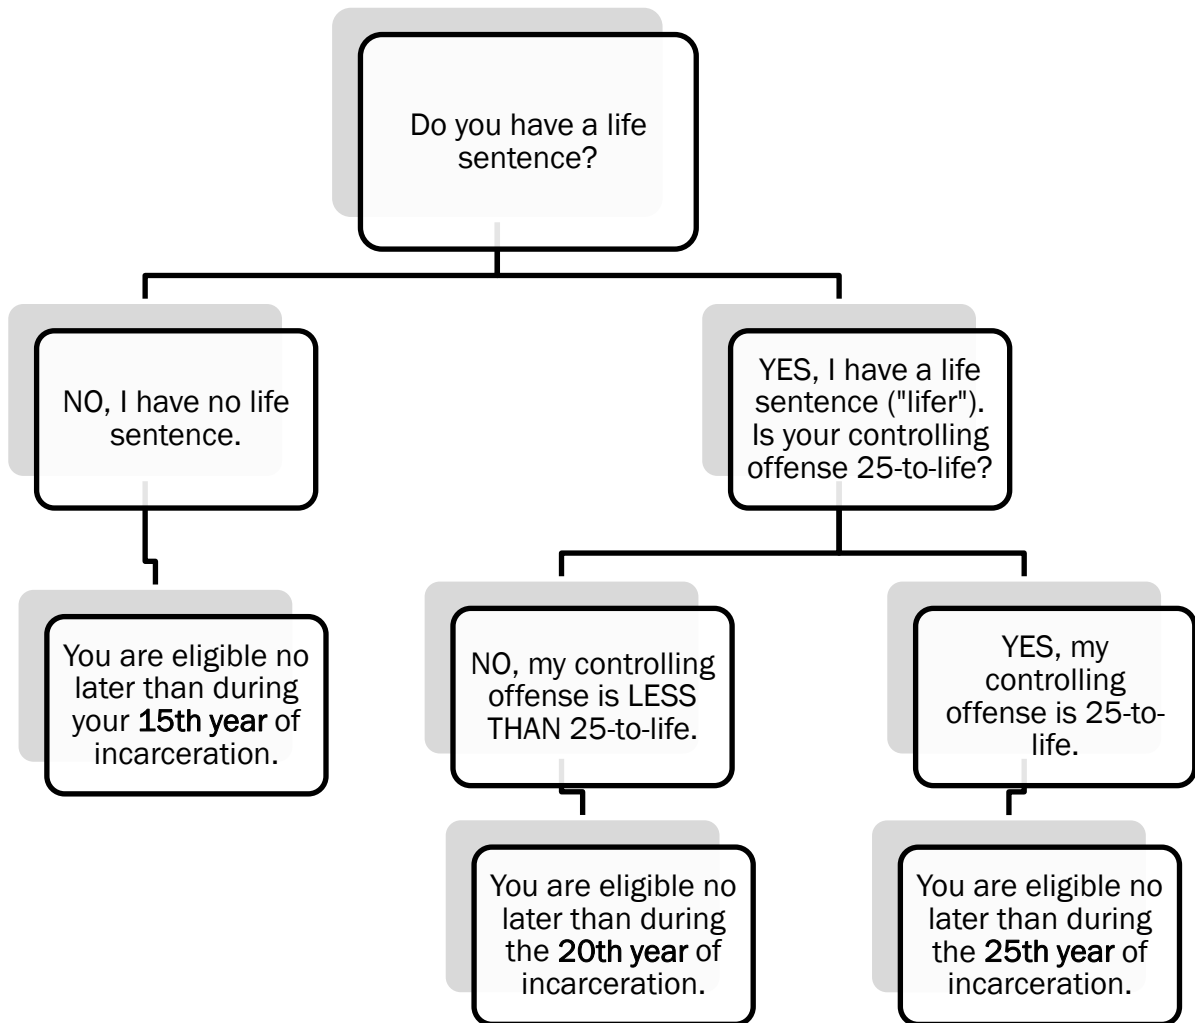 Do you have a life
sentence?
NO, I have no life
sentence.
YES, I have a life
sentence ("lifer").
Is your controlling
offense 25-to-life?
You are eligible no
later than during
your 15th year of
incarceration.
NO, my controlling
offense is LESS
THAN 25-to-life.
YES, my
controlling
offense is 25-to-
life.
You are eligible no
later than during
the 20th year of
incarceration.
You are eligible no
later than during
the 25th year of
incarceration.